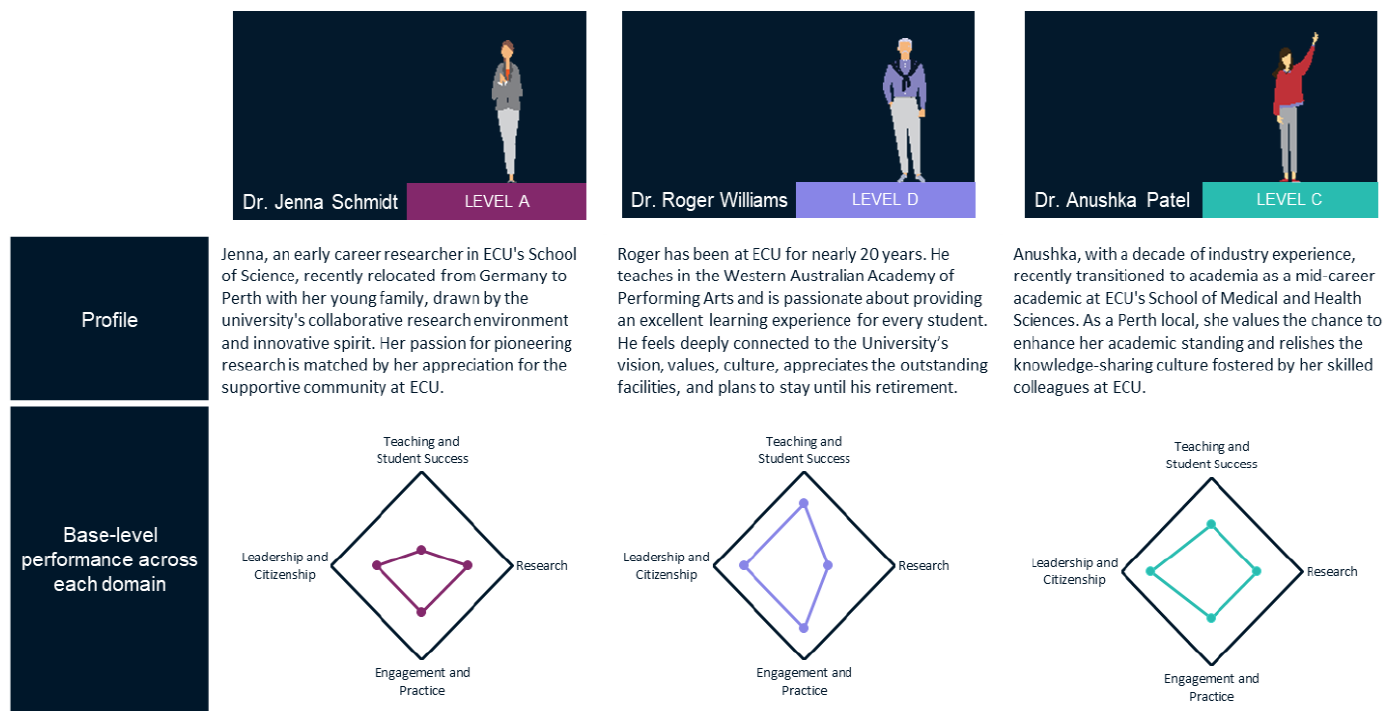 Dr. Jenna Schmidt
LEVEL A
Dr. Roger Williams
LEVEL D
Dr. Anushka Patel
LEVEL C
Profile
Jenna, an early career researcher in ECU's School
of Science, recently relocated from Germany to
Perth with her young family, drawn by the
university's collaborative research environment
and innovative spirit. Her passion for pioneering
research is matched by her appreciation for the
supportive community at ECU.
Roger has been at ECU for nearly 20 years. He
teaches in the Western Australian Academy of
Performing Arts and is passionate about providing
an excellent learning experience for every student.
He feels deeply connected to the University’s
vision, values, culture, appreciates the outstanding
facilities, and plans to stay until his retirement.
Anushka, with a decade of industry experience,
recently transitioned to academia as a mid-career
academic at ECU's School of Medical and Health
Sciences. As a Perth local, she values the chance to
enhance her academic standing and relishes the
knowledge-sharing culture fostered by her skilled
colleagues at ECU.
Base-level
performance across
each domain
Teaching and
Student Success
Leadership and
Citizenship
Research
Engagement and
Practice
Teaching and
Student Success
Leadership and
Citizenship
Research
Engagement and
Practice
Teaching and
Student Success
Leadership and
Citizenship
Research
Engagement and
Practice